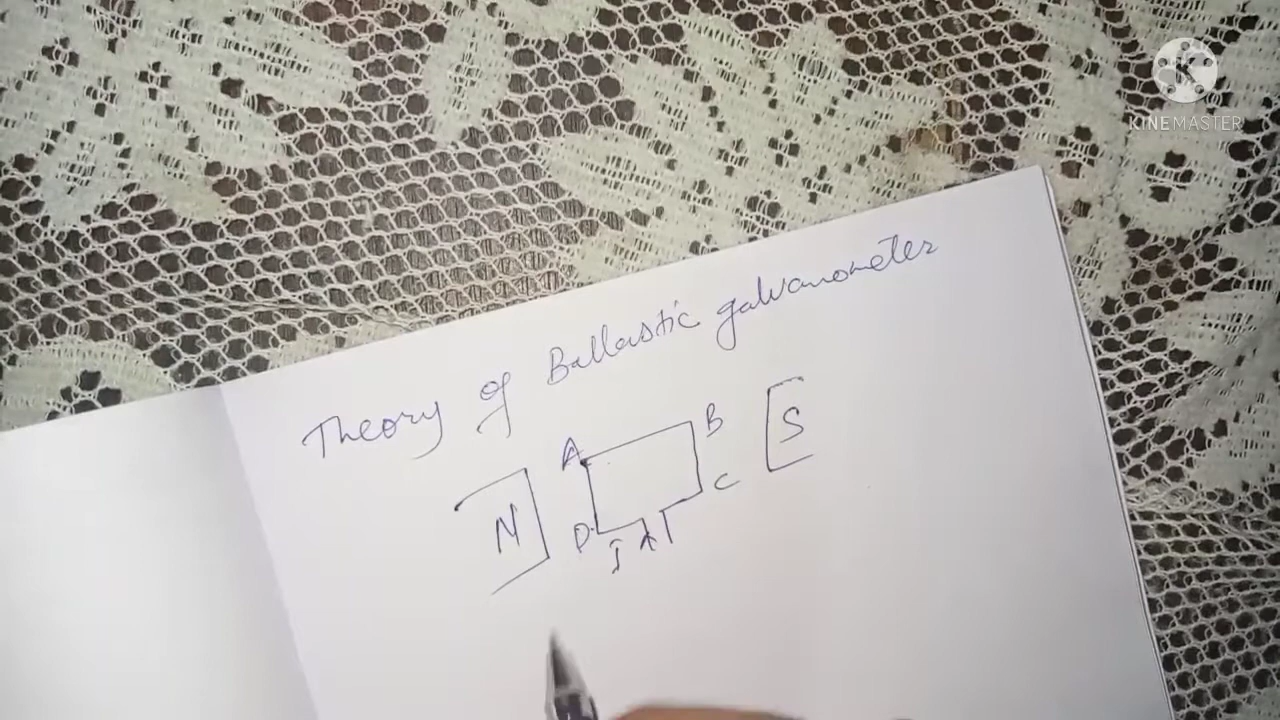 KINEMASTER
Theory of Ballastic galvanometer
A B S
N C
D
I